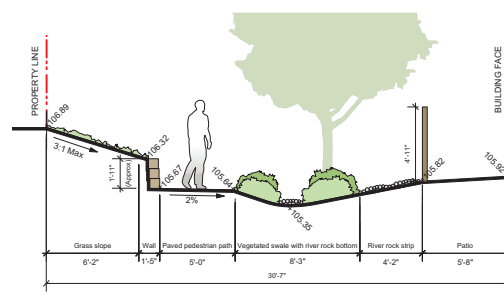 PROPERTY LINE
BUILDING FACE
106.89
3:1 Max
106.32
1'-11"
(Approx)
105.67
2%
105.64
105.35
4'-11"
105.82
105.92
Grass slope
Wall
Paved pedestrian path
Vegetated swale with river rock bottom
River rock strip
Patio
6'-2"
1'-5"
5'-0"
8'-3"
4'-2"
5'-8"
30'-7"